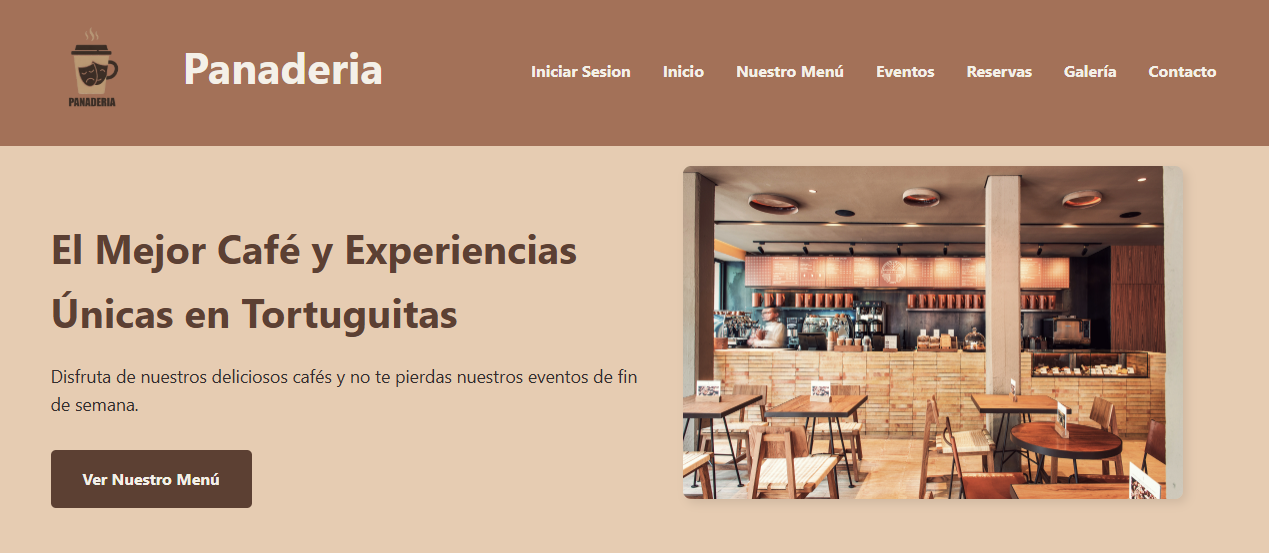 PANADERIA
Panaderia
Iniciar Sesion
Inicio
Nuestro Menú
Eventos
Reservas
Galería
Contacto
El Mejor Café y Experiencias
Únicas en Tortuguitas
Disfruta de nuestros deliciosos cafés y no te pierdas nuestros eventos de fin
de semana.
Ver Nuestro Menú